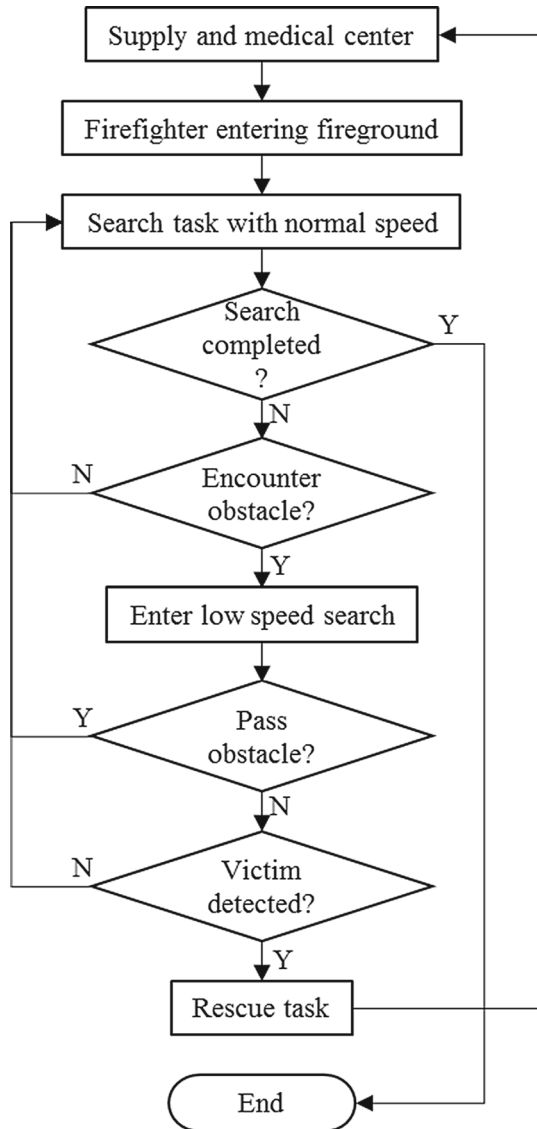 Supply and medical center
Firefighter entering fireground
Search task with normal speed
Search
completed
?
Y
N
Encounter
obstacle?
N
Y
Enter low speed search
Pass
obstacle?
Y
N
Victim
detected?
N
Y
Rescue task
End